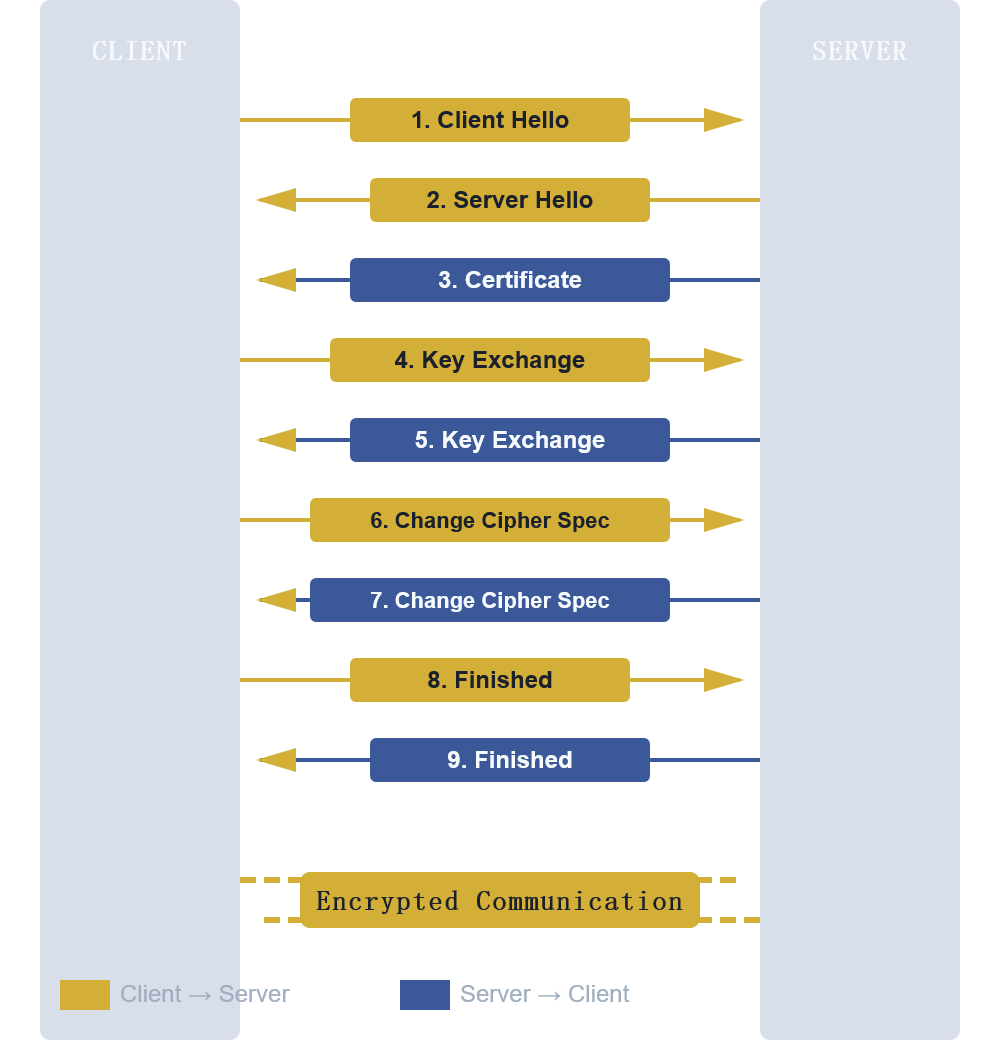 CLIENT
SERVER
1. Client Hello
2. Server Hello
3. Certificate
4. Key Exchange
5. Key Exchange
6. Change Cipher Spec
7. Change Cipher Spec
8. Finished
9. Finished
Encrypted Communication
Client → Server
Server → Client